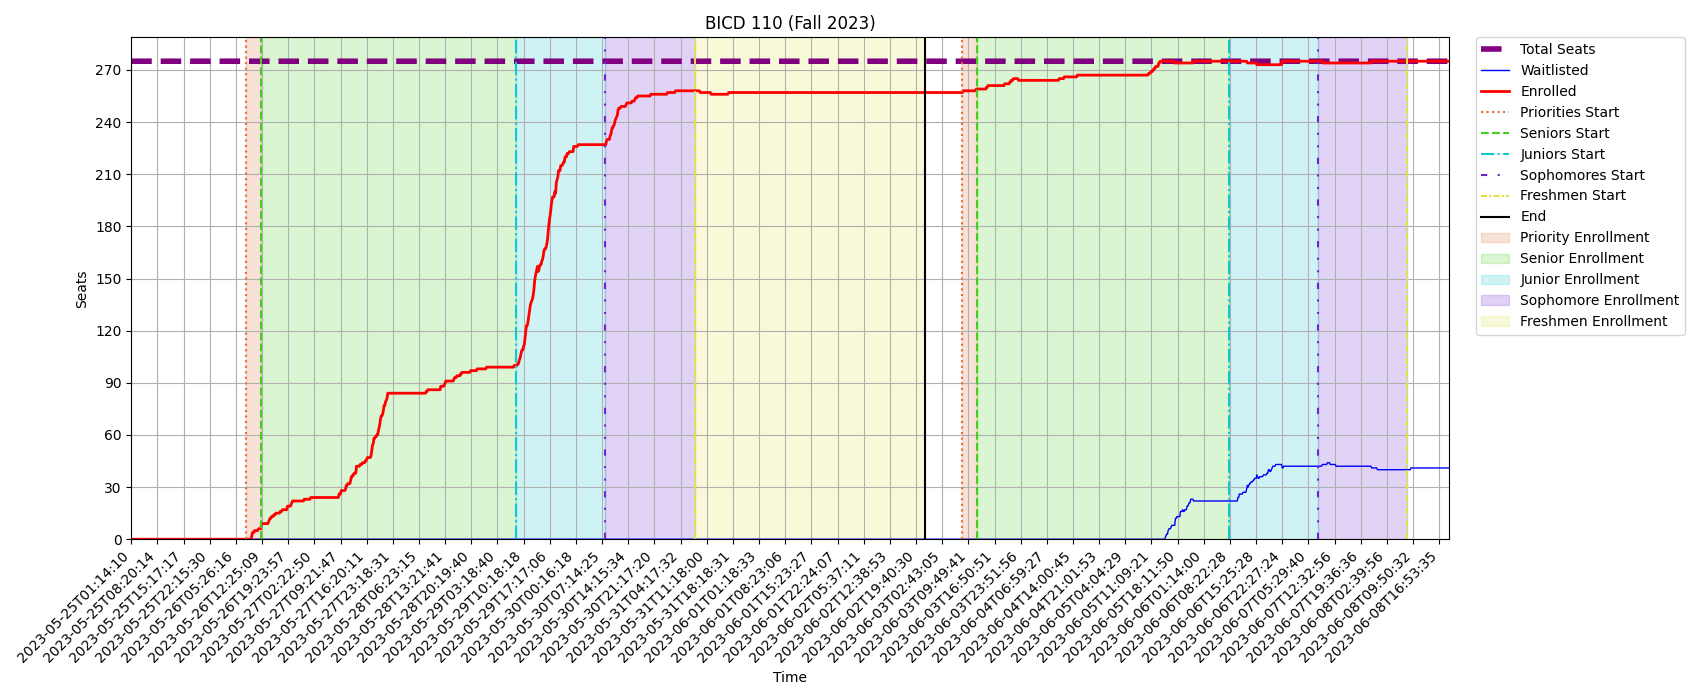 BICD 110 (Fall 2023)
Seats
270
240
210
180
150
120
90
60
30
0
2023-05-25T01:14:10
2023-05-25T08:20:14
2023-05-25T15:17:17
2023-05-25T22:15:30
2023-05-26T05:26:16
2023-05-26T12:25:09
2023-05-26T19:23:57
2023-05-27T02:22:50
2023-05-27T09:21:47
2023-05-27T16:20:11
2023-05-27T23:18:31
2023-05-28T06:23:15
2023-05-28T13:21:41
2023-05-28T20:19:40
2023-05-29T03:18:40
2023-05-29T10:18:18
2023-05-29T17:17:06
2023-05-30T00:16:18
2023-05-30T07:14:25
2023-05-30T14:15:34
2023-05-30T21:17:20
2023-05-31T04:17:32
2023-05-31T11:18:00
2023-05-31T18:18:31
2023-06-01T01:18:33
2023-06-01T08:23:06
2023-06-01T15:23:27
2023-06-01T22:24:07
2023-06-02T05:37:11
2023-06-02T12:38:53
2023-06-02T19:40:30
2023-06-03T02:43:05
2023-06-03T09:49:41
2023-06-03T16:50:51
2023-06-03T23:51:56
2023-06-04T06:59:27
2023-06-04T14:00:45
2023-06-04T21:01:53
2023-06-05T04:04:29
2023-06-05T11:09:21
2023-06-05T18:11:50
2023-06-06T01:14:00
2023-06-06T08:22:28
2023-06-06T15:25:28
2023-06-06T22:27:24
2023-06-07T05:29:40
2023-06-07T12:32:56
2023-06-07T19:36:36
2023-06-08T02:39:56
2023-06-08T09:50:32
2023-06-08T16:53:35
Time
Total Seats
Waitlisted
Enrolled
Priorities Start
Seniors Start
Juniors Start
Sophomores Start
Freshmen Start
End
Priority Enrollment
Senior Enrollment
Junior Enrollment
Sophomore Enrollment
Freshmen Enrollment